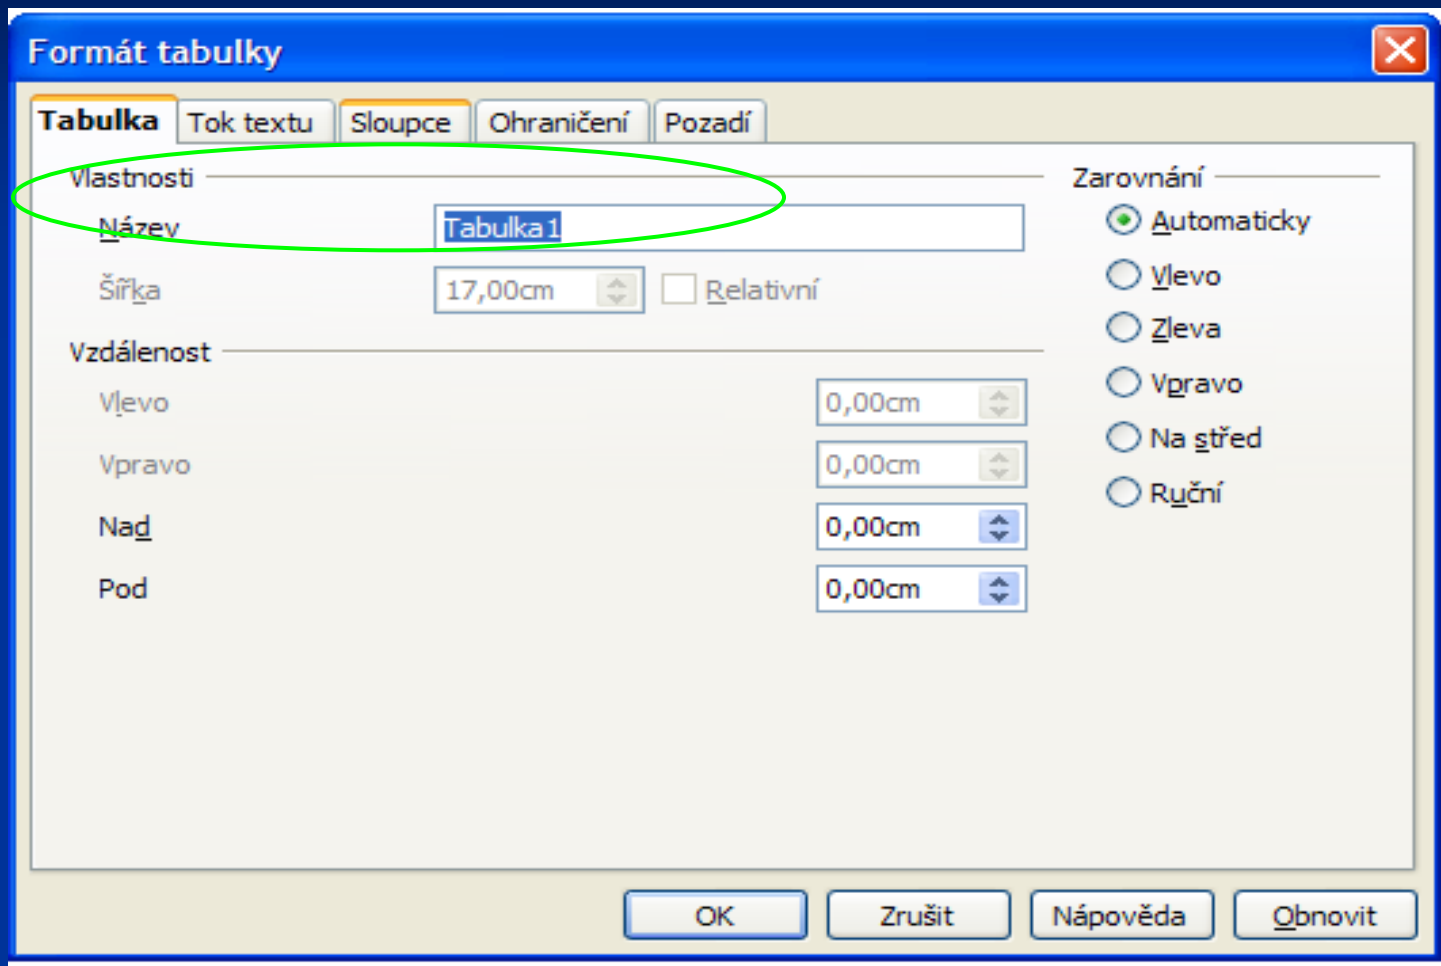 Formát tabulky
Tabulka Tok textu Sloupce Ohraničení Pozadí
Vlastnosti
Název Tabulka1
Šířka 17,00cm Relativní
Vzdálenost
Vlevo 0,00cm
Vpravo 0,00cm
Nad 0,00cm
Pod 0,00cm
Zarovnání
Automaticky
Vlevo
Zleva
Vpravo
Na střed
Ruční
OK Zrušit Nápověda Obnovit